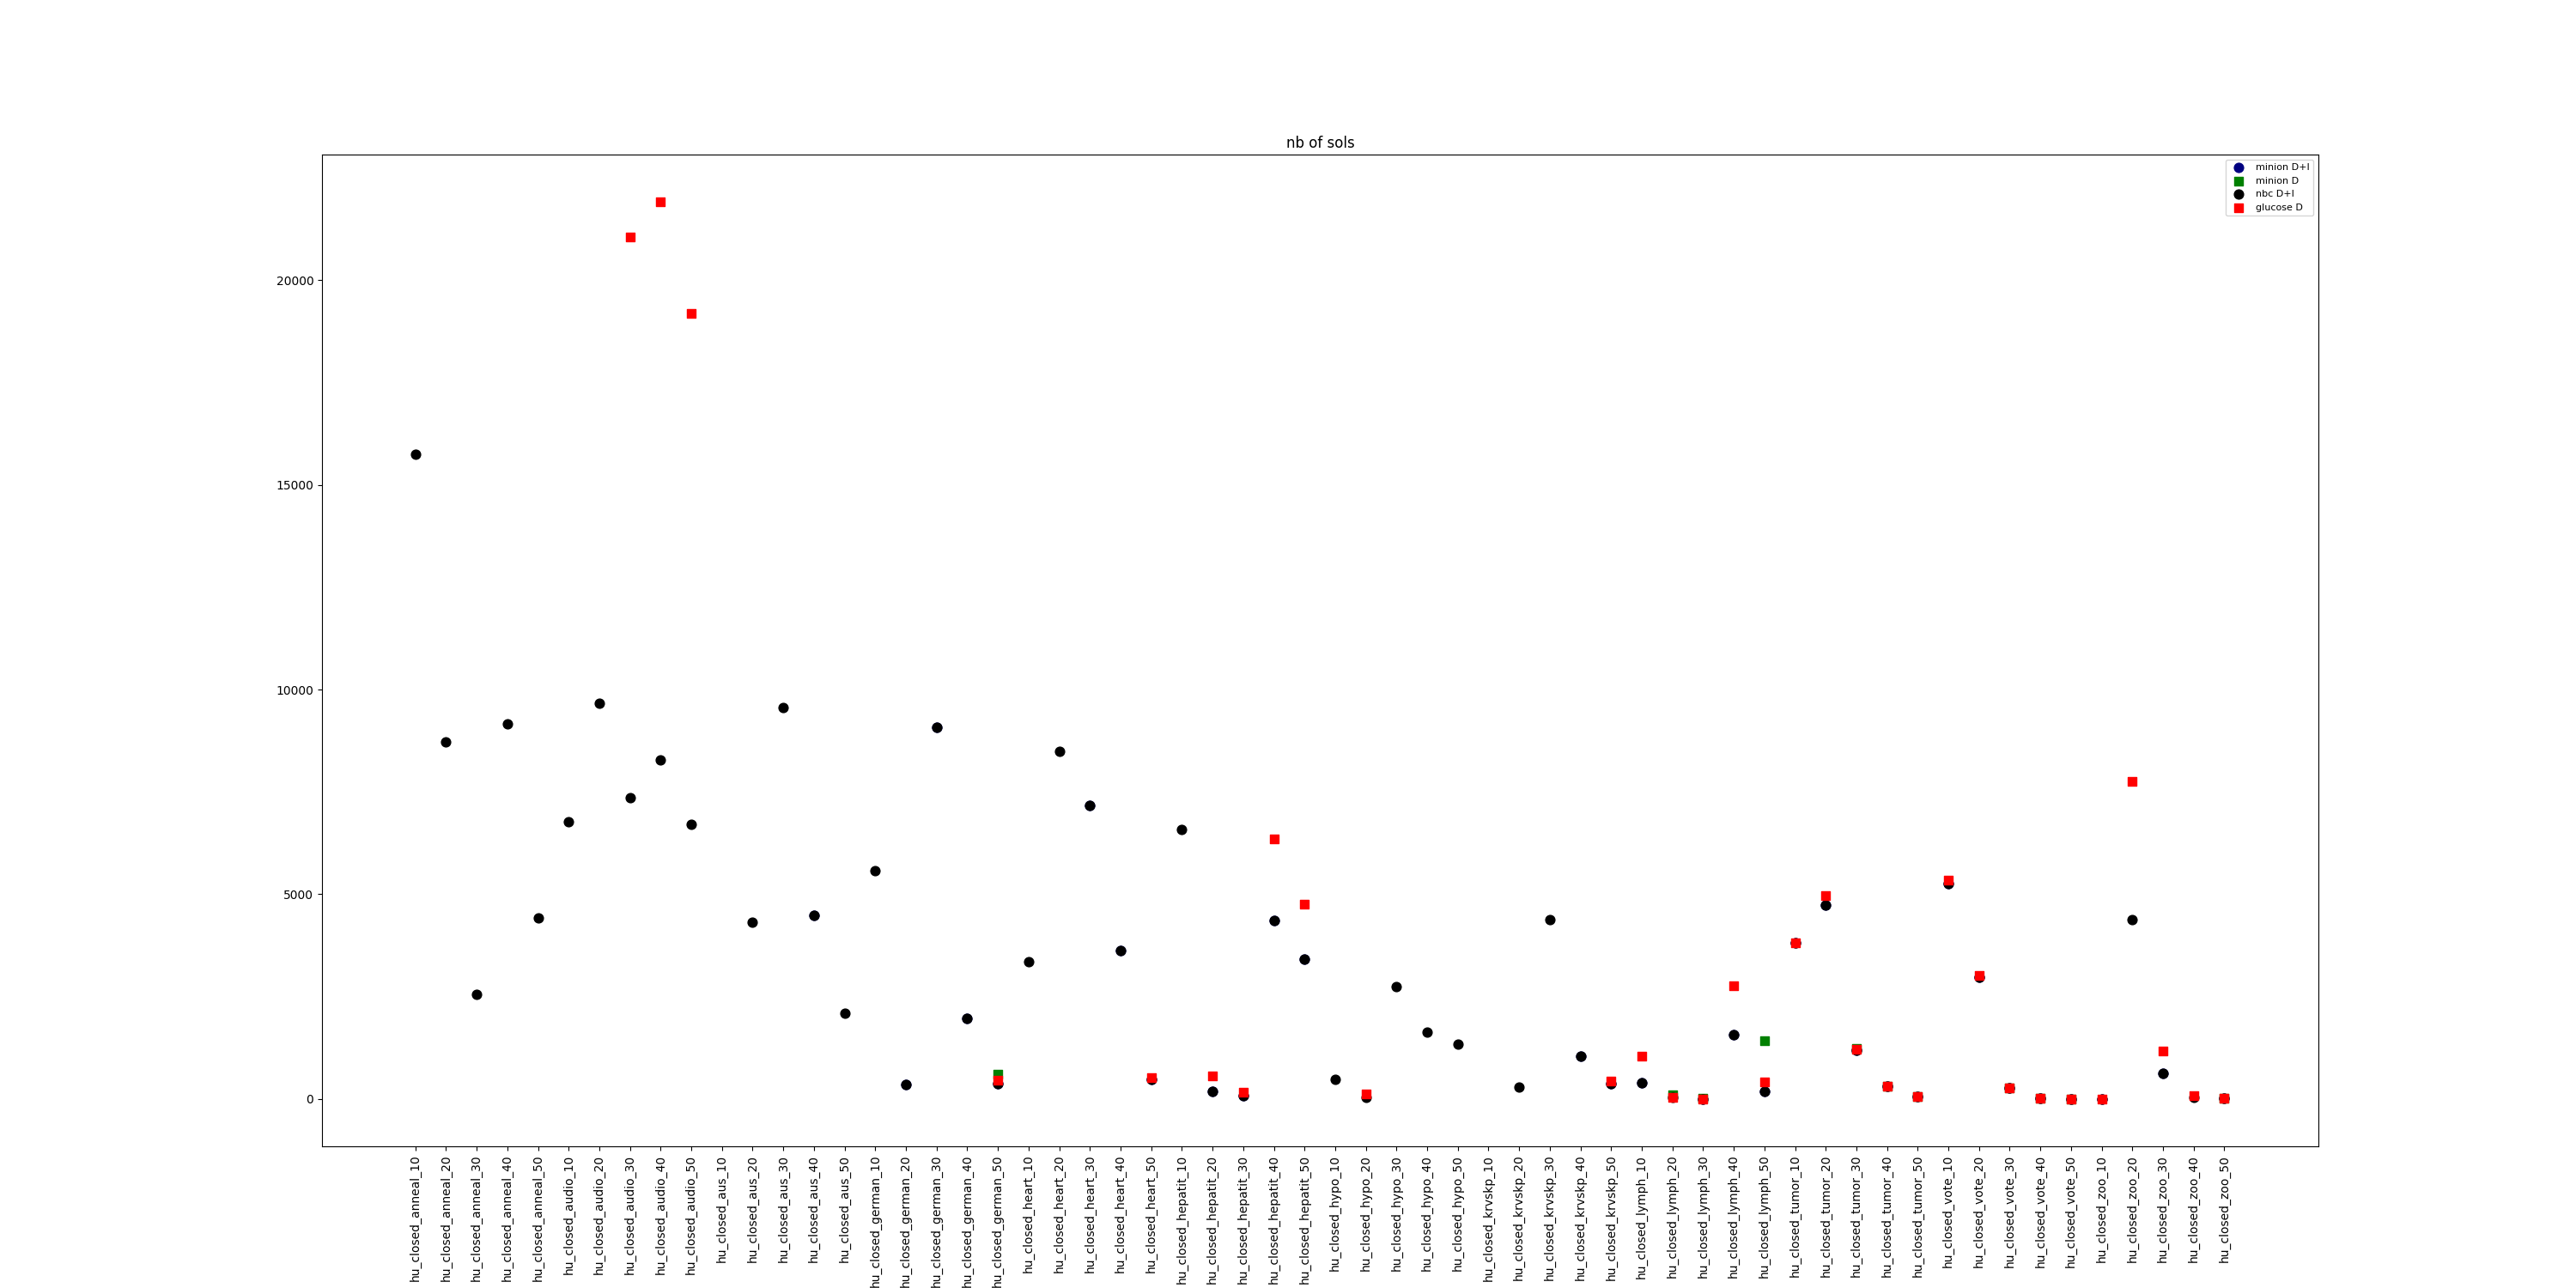 nb of sols
minion D+I
minion D
nbc D+I
glucose D
20000
15000
10000
5000
0
hu_closed_anneal_10
hu_closed_anneal_20
hu_closed_anneal_30
hu_closed_anneal_40
hu_closed_anneal_50
hu_closed_audio_10
hu_closed_audio_20
hu_closed_audio_30
hu_closed_audio_40
hu_closed_audio_50
hu_closed_aus_10
hu_closed_aus_20
hu_closed_aus_30
hu_closed_aus_40
hu_closed_aus_50
hu_closed_german_10
hu_closed_german_20
hu_closed_german_30
hu_closed_german_40
hu_closed_german_50
hu_closed_heart_10
hu_closed_heart_20
hu_closed_heart_30
hu_closed_heart_40
hu_closed_heart_50
hu_closed_hepatit_10
hu_closed_hepatit_20
hu_closed_hepatit_30
hu_closed_hepatit_40
hu_closed_hepatit_50
hu_closed_hypo_10
hu_closed_hypo_20
hu_closed_hypo_30
hu_closed_hypo_40
hu_closed_hypo_50
hu_closed_krvskp_10
hu_closed_krvskp_20
hu_closed_krvskp_30
hu_closed_krvskp_40
hu_closed_krvskp_50
hu_closed_lymph_10
hu_closed_lymph_20
hu_closed_lymph_30
hu_closed_lymph_40
hu_closed_lymph_50
hu_closed_tumor_10
hu_closed_tumor_20
hu_closed_tumor_30
hu_closed_tumor_40
hu_closed_tumor_50
hu_closed_vote_10
hu_closed_vote_20
hu_closed_vote_30
hu_closed_vote_40
hu_closed_vote_50
hu_closed_zoo_10
hu_closed_zoo_20
hu_closed_zoo_30
hu_closed_zoo_40
hu_closed_zoo_50